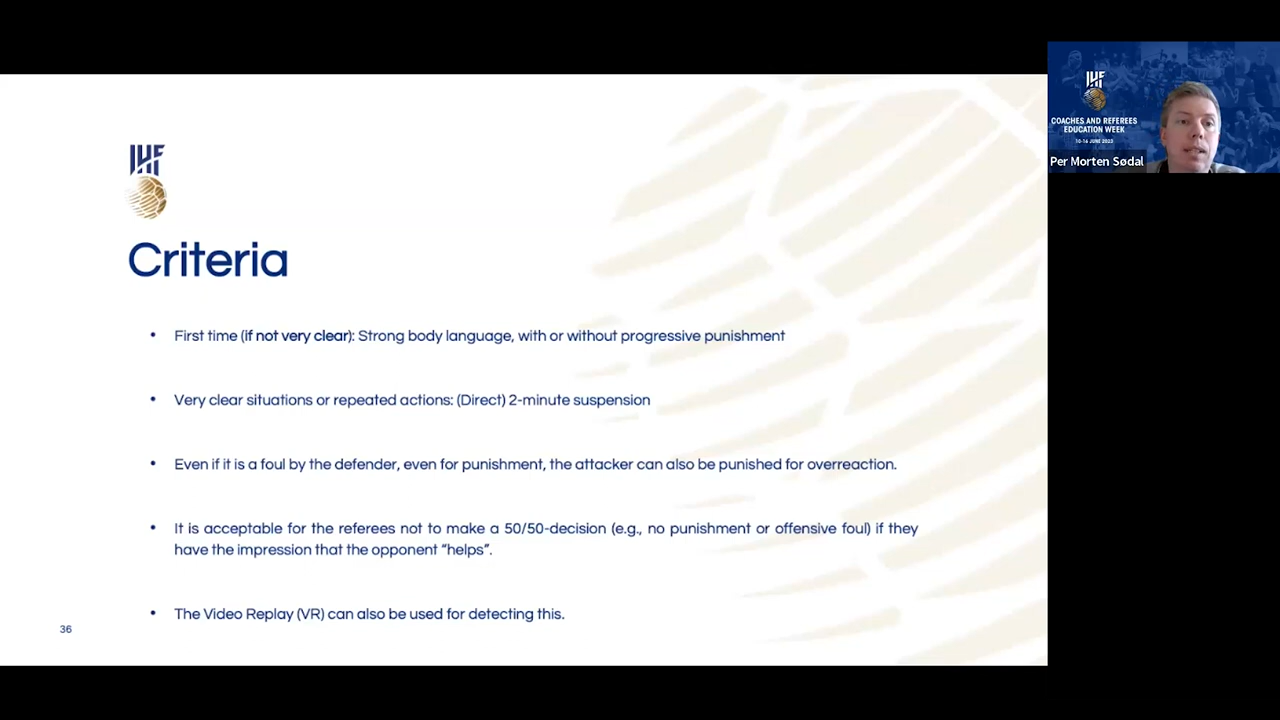 IHF
Criteria
• First time (if not very clear): Strong body language, with or without progressive punishment
• Very clear situations or repeated actions: (Direct) 2-minute suspension
• Even if it is a foul by the defender, even for punishment, the attacker can also be punished for overreaction.
• It is acceptable for the referees not to make a 50/50-decision (e.g., no punishment or offensive foul) if they
have the impression that the opponent “helps”.
• The Video Replay (VR) can also be used for detecting this.
36
IHF
COACHES AND REFEREES
EDUCATION WEEK
10-16 JUNE 2023
Per Morten Sødal